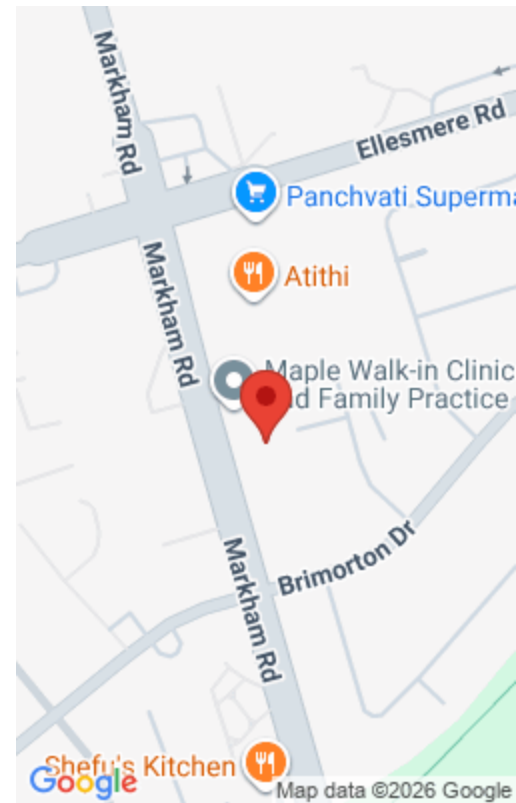 Markham Rd
Ellesmere Rd
Panchvati Superma
Atithi
Markham Rd
Maple Walk-in Clinic
nd Family Practice
Markham Rd
Brimorton Dr
Shefu's Kitchen
Google
Map data ©2026 Google